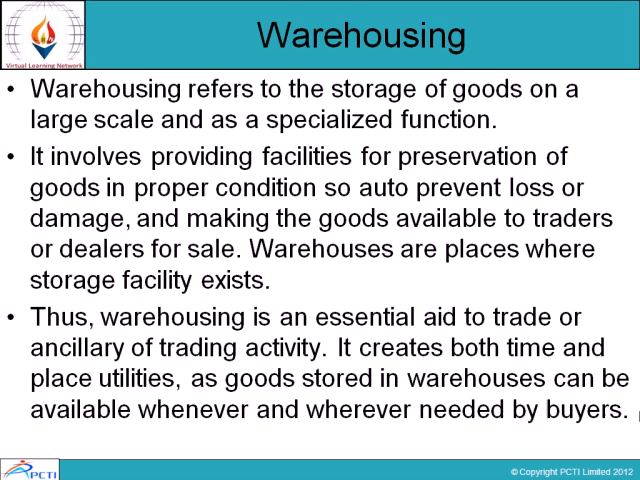 Warehousing
Virtual Learning Network
• Warehousing refers to the storage of goods on a
large scale and as a specialized function.
• It involves providing facilities for preservation of
goods in proper condition so auto prevent loss or
damage, and making the goods available to traders
or dealers for sale. Warehouses are places where
storage facility exists.
• Thus, warehousing is an essential aid to trade or
ancillary of trading activity. It creates both time and
place utilities, as goods stored in warehouses can be
available whenever and wherever needed by buyers.
PCTI
© Copyright PCTI Limited 2012